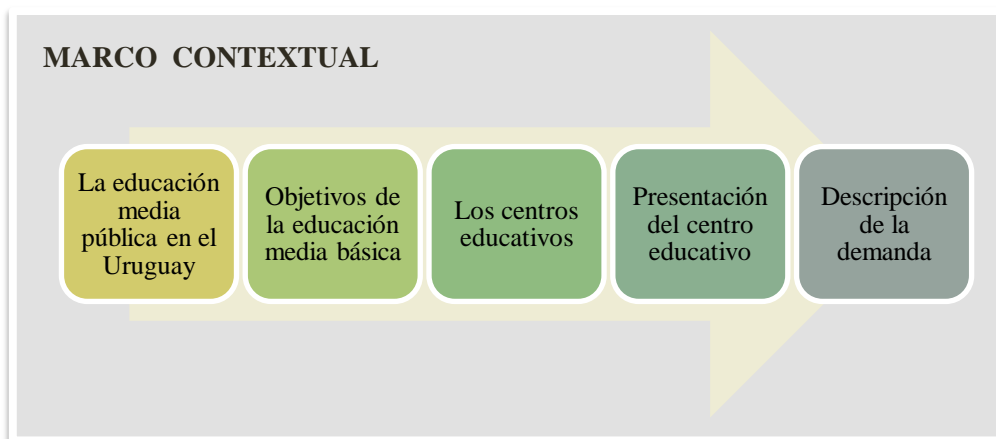 MARCO CONTEXTUAL
La educación
media
pública en el
Uruguay
Objetivos de
la educación
media básica
Los centros
educativos
Presentación
del centro
educativo
Descripción
de la
demanda